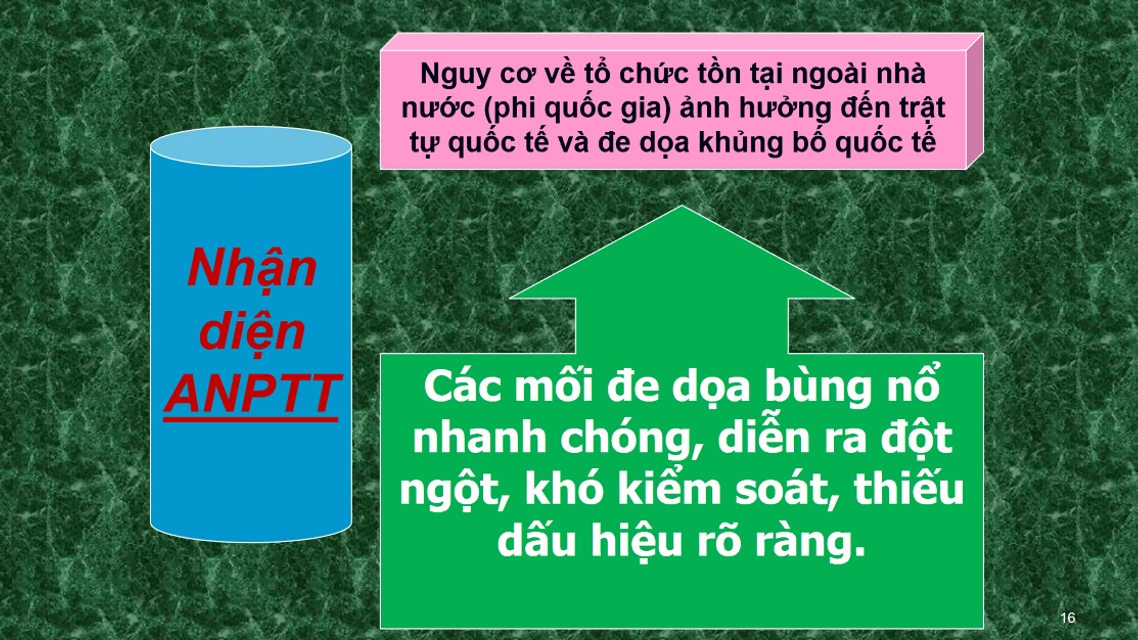 Nguy cơ về tổ chức tồn tại ngoài nhà
nước (phi quốc gia) ảnh hưởng đến trật
tự quốc tế và đe dọa khủng bố quốc tế
Nhận
diện
ANPTT
Các mối đe dọa bùng nổ
nhanh chóng, diễn ra đột
ngột, khó kiểm soát, thiếu
dấu hiệu rõ ràng.
16